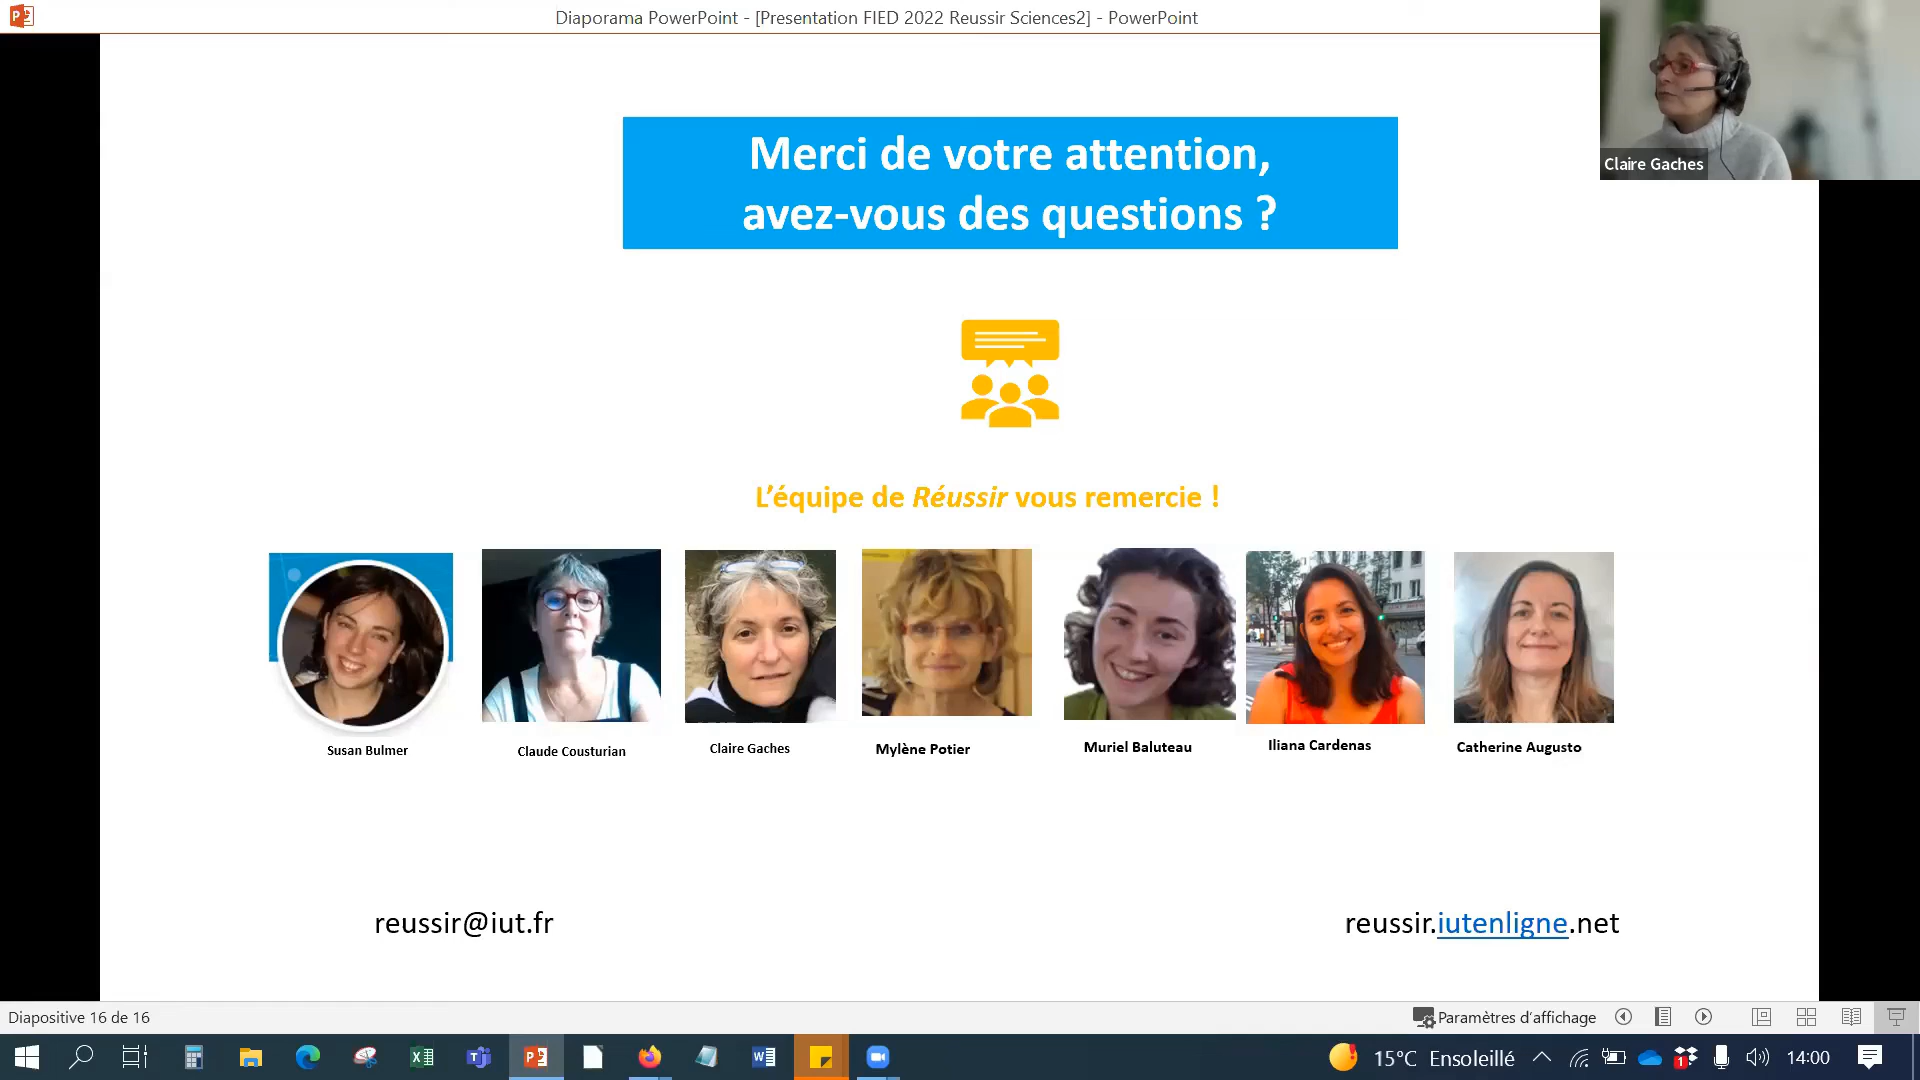 Diaporama PowerPoint - [Presentation FIED 2022 Reussir Sciences2] - PowerPoint
Claire Gaches
Merci de votre attention,
avez-vous des questions ?
L'équipe de Réussir vous remercie !
Susan Bulmer
Claude Cousturian
Claire Gaches
Mylène Potier
Muriel Baluteau
Iliana Cardenas
Catherine Augusto
reussir@iut.fr
reussir.iutenligne.net
Diapositive 16 de 16
Paramètres d'affichage
15°C Ensoleillé
1
14:00